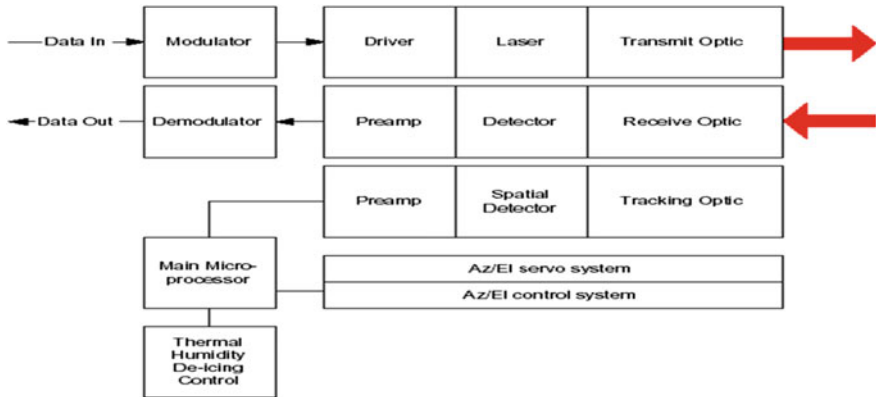 Data In
Modulator
Driver
Laser
Transmit Optic
Data Out
Demodulator
Preamp
Detector
Receive Optic
Preamp
Spatial
Detector
Tracking Optic
Main Micro-
processor
Az/El servo system
Az/El control system
Thermal
Humidity
De-icing
Control